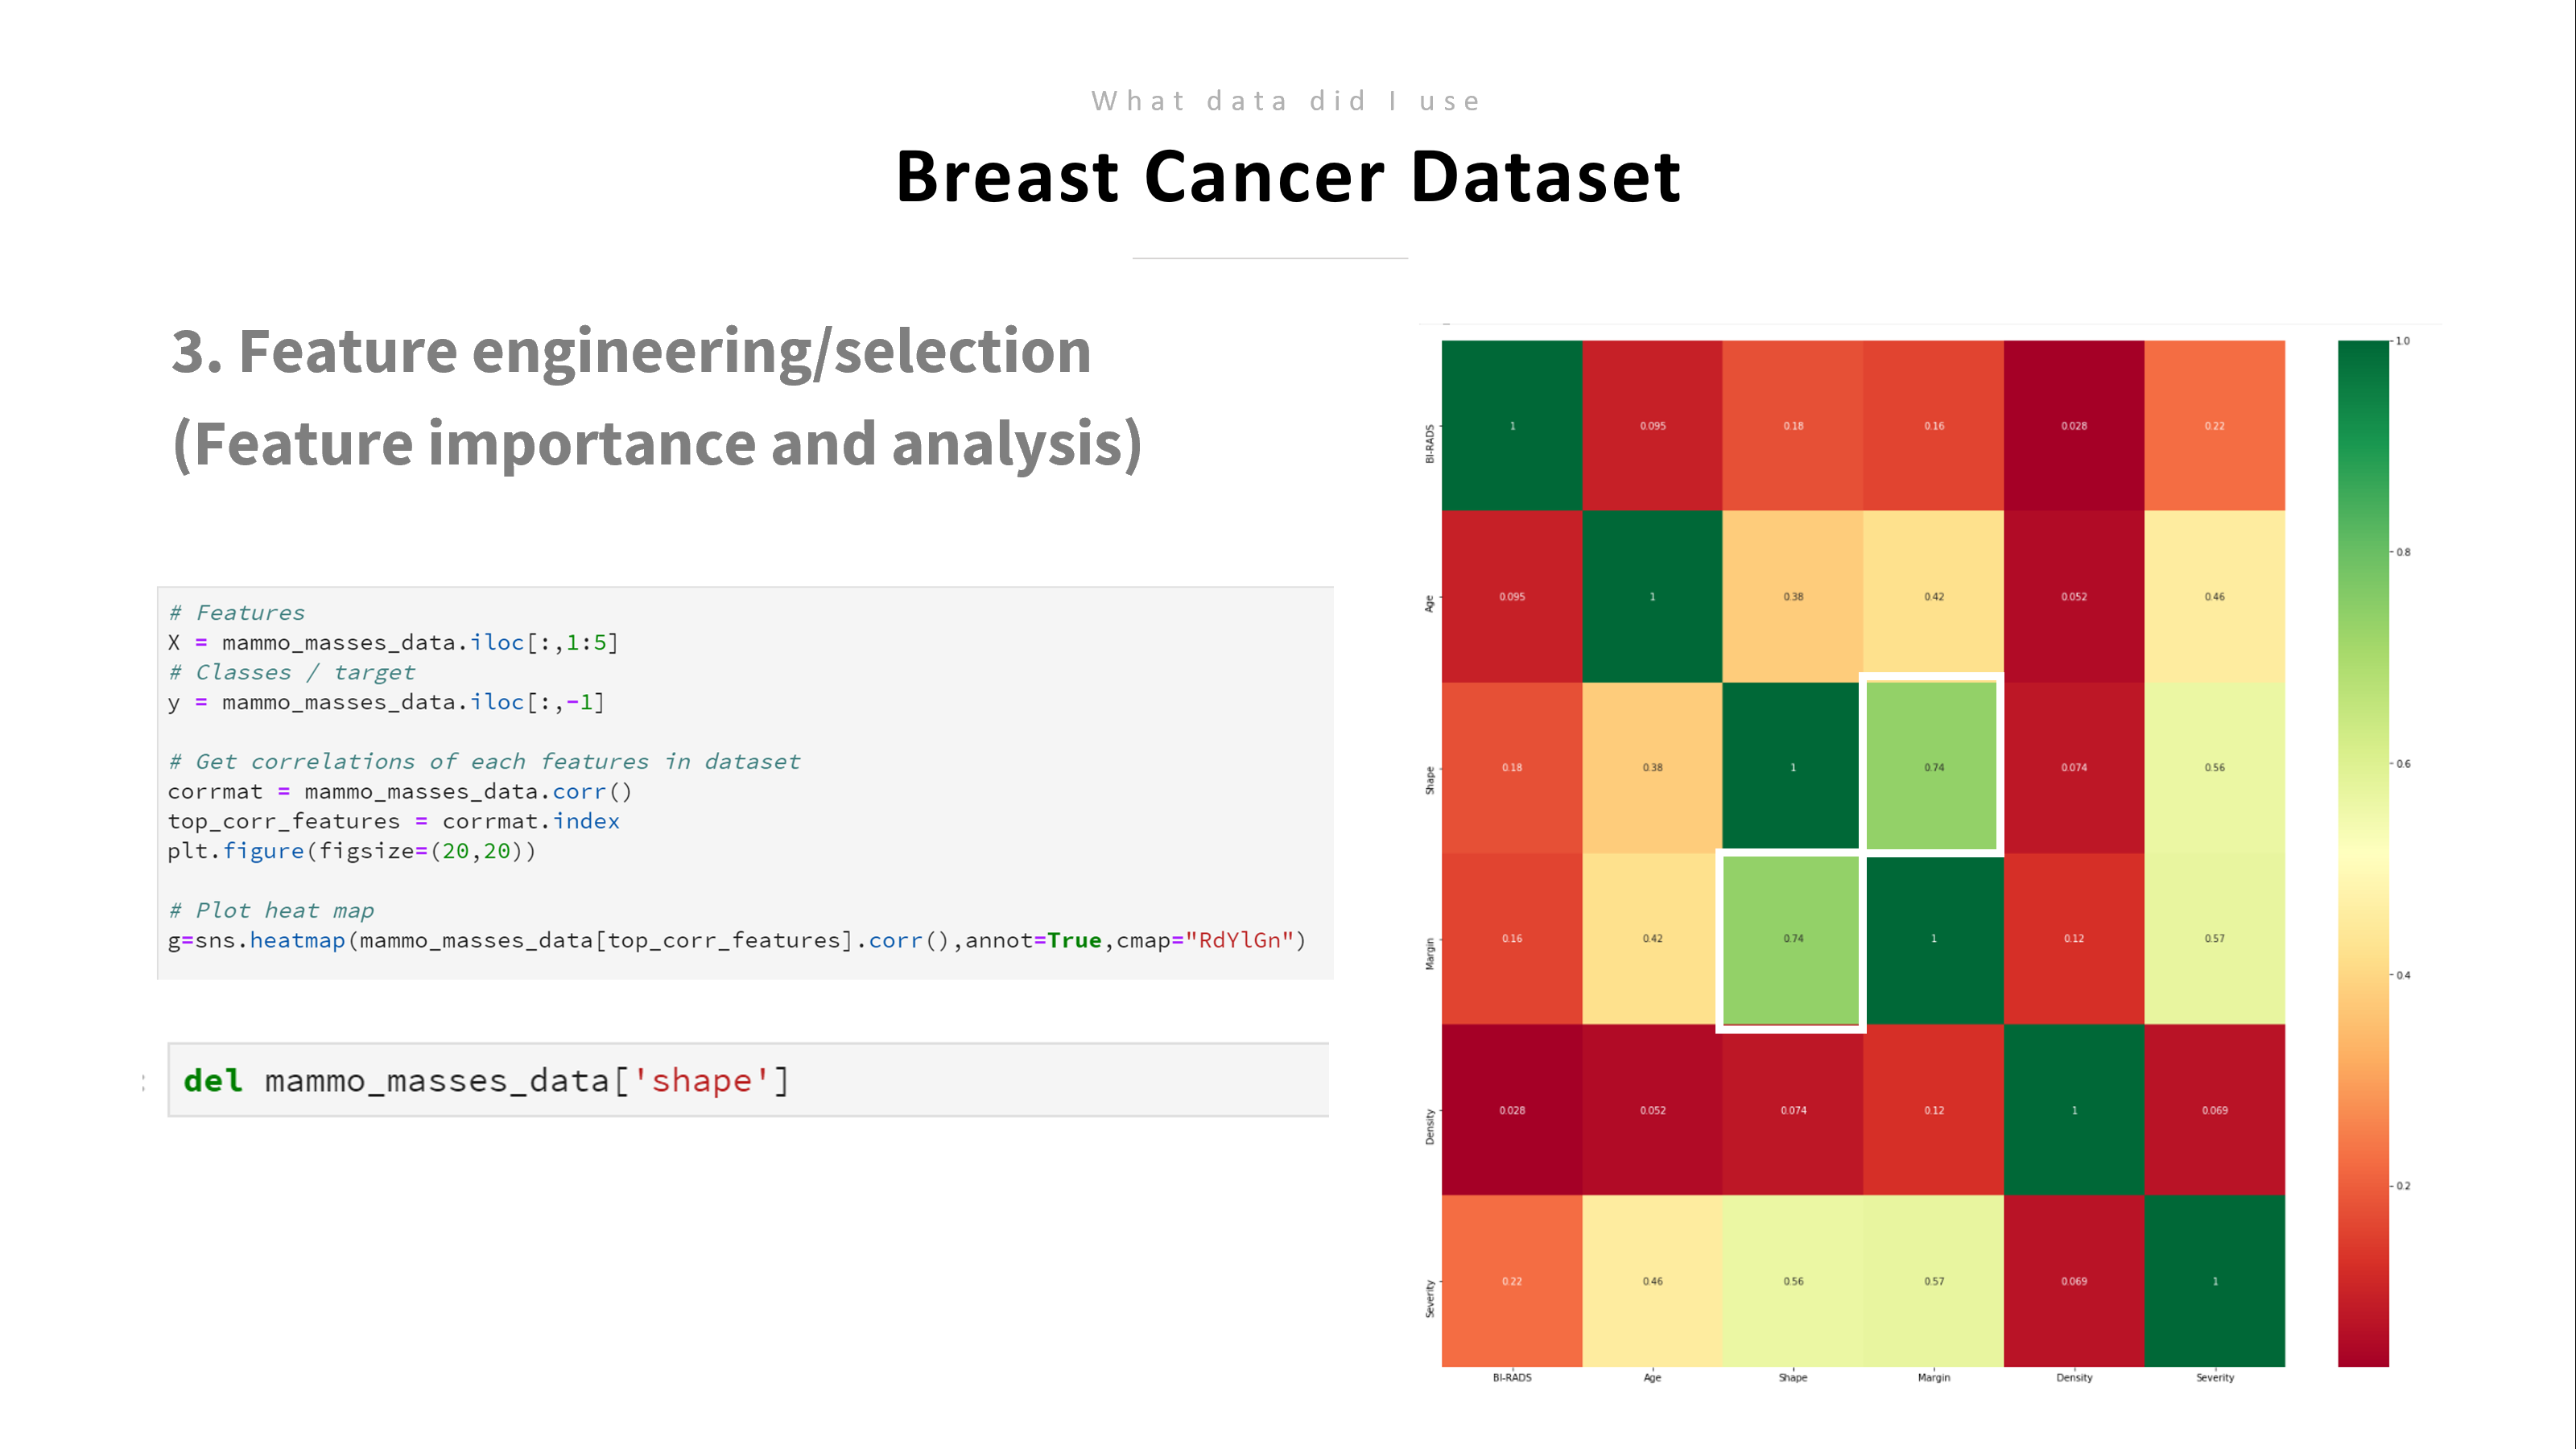 What data did I use
Breast Cancer Dataset
3. Feature engineering/selection
(Feature importance and analysis)
# Features
X = mammo_masses_data.iloc[:,1:5]
# Classes / target
y = mammo_masses_data.iloc[:,-1]
# Get correlations of each features in dataset
corrmat = mammo_masses_data.corr()
top_corr_features = corrmat.index
plt.figure(figsize=(20,20))
# Plot heat map
g=sns.heatmap(mammo_masses_data[top_corr_features].corr(),annot=True,cmap="RdYlGn")
: del mammo_masses_data['shape']
BI-RADS 1 0.095 0.18 0.16 0.028 0.22
Age 0.095 1 0.38 0.42 0.052 0.46
Shape 0.18 0.38 1 0.74 0.074 0.56
Margin 0.16 0.42 0.74 1 0.12 0.57
Density 0.028 0.052 0.074 0.12 1 0.069
Severity 0.22 0.46 0.56 0.57 0.069 1
BI-RADS Age Shape Margin Density Severity
1.0
0.8
0.6
0.4
0.2